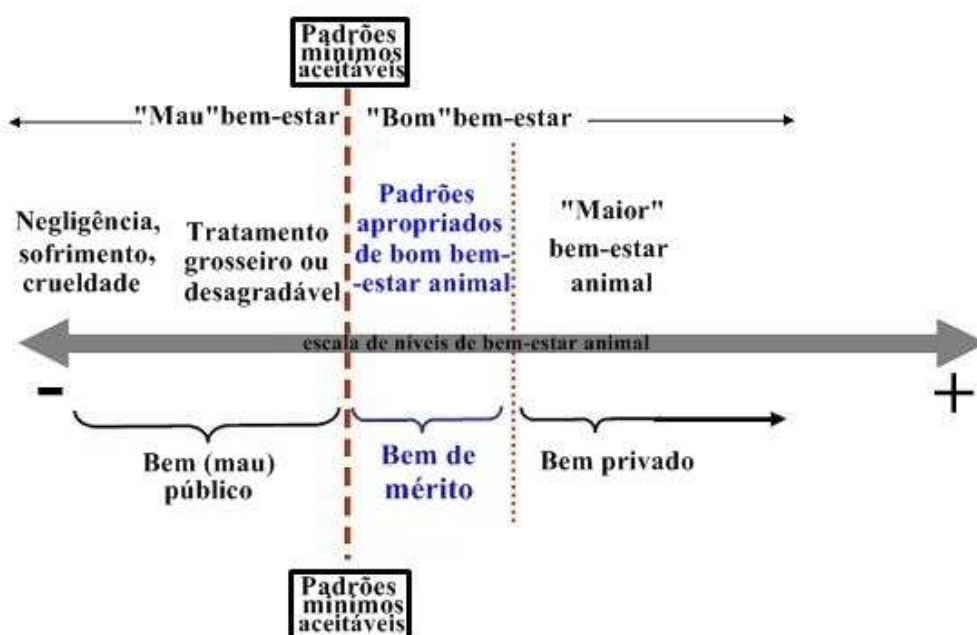 Padrões
mínimos
aceitáveis
"Mau"bem-estar
"Bom"bem-estar
Negligência,
sofrimento,
crueldade
Tratamento
grosseiro ou
desagradável
Padrões
apropriados
de bom bem-
-estar animal
"Maior"
bem-estar
animal
escala de níveis de bem-estar animal
-
+
Bem (mau)
público
Bem de
mérito
Bem privado
Padrões
mínimos
aceitáveis